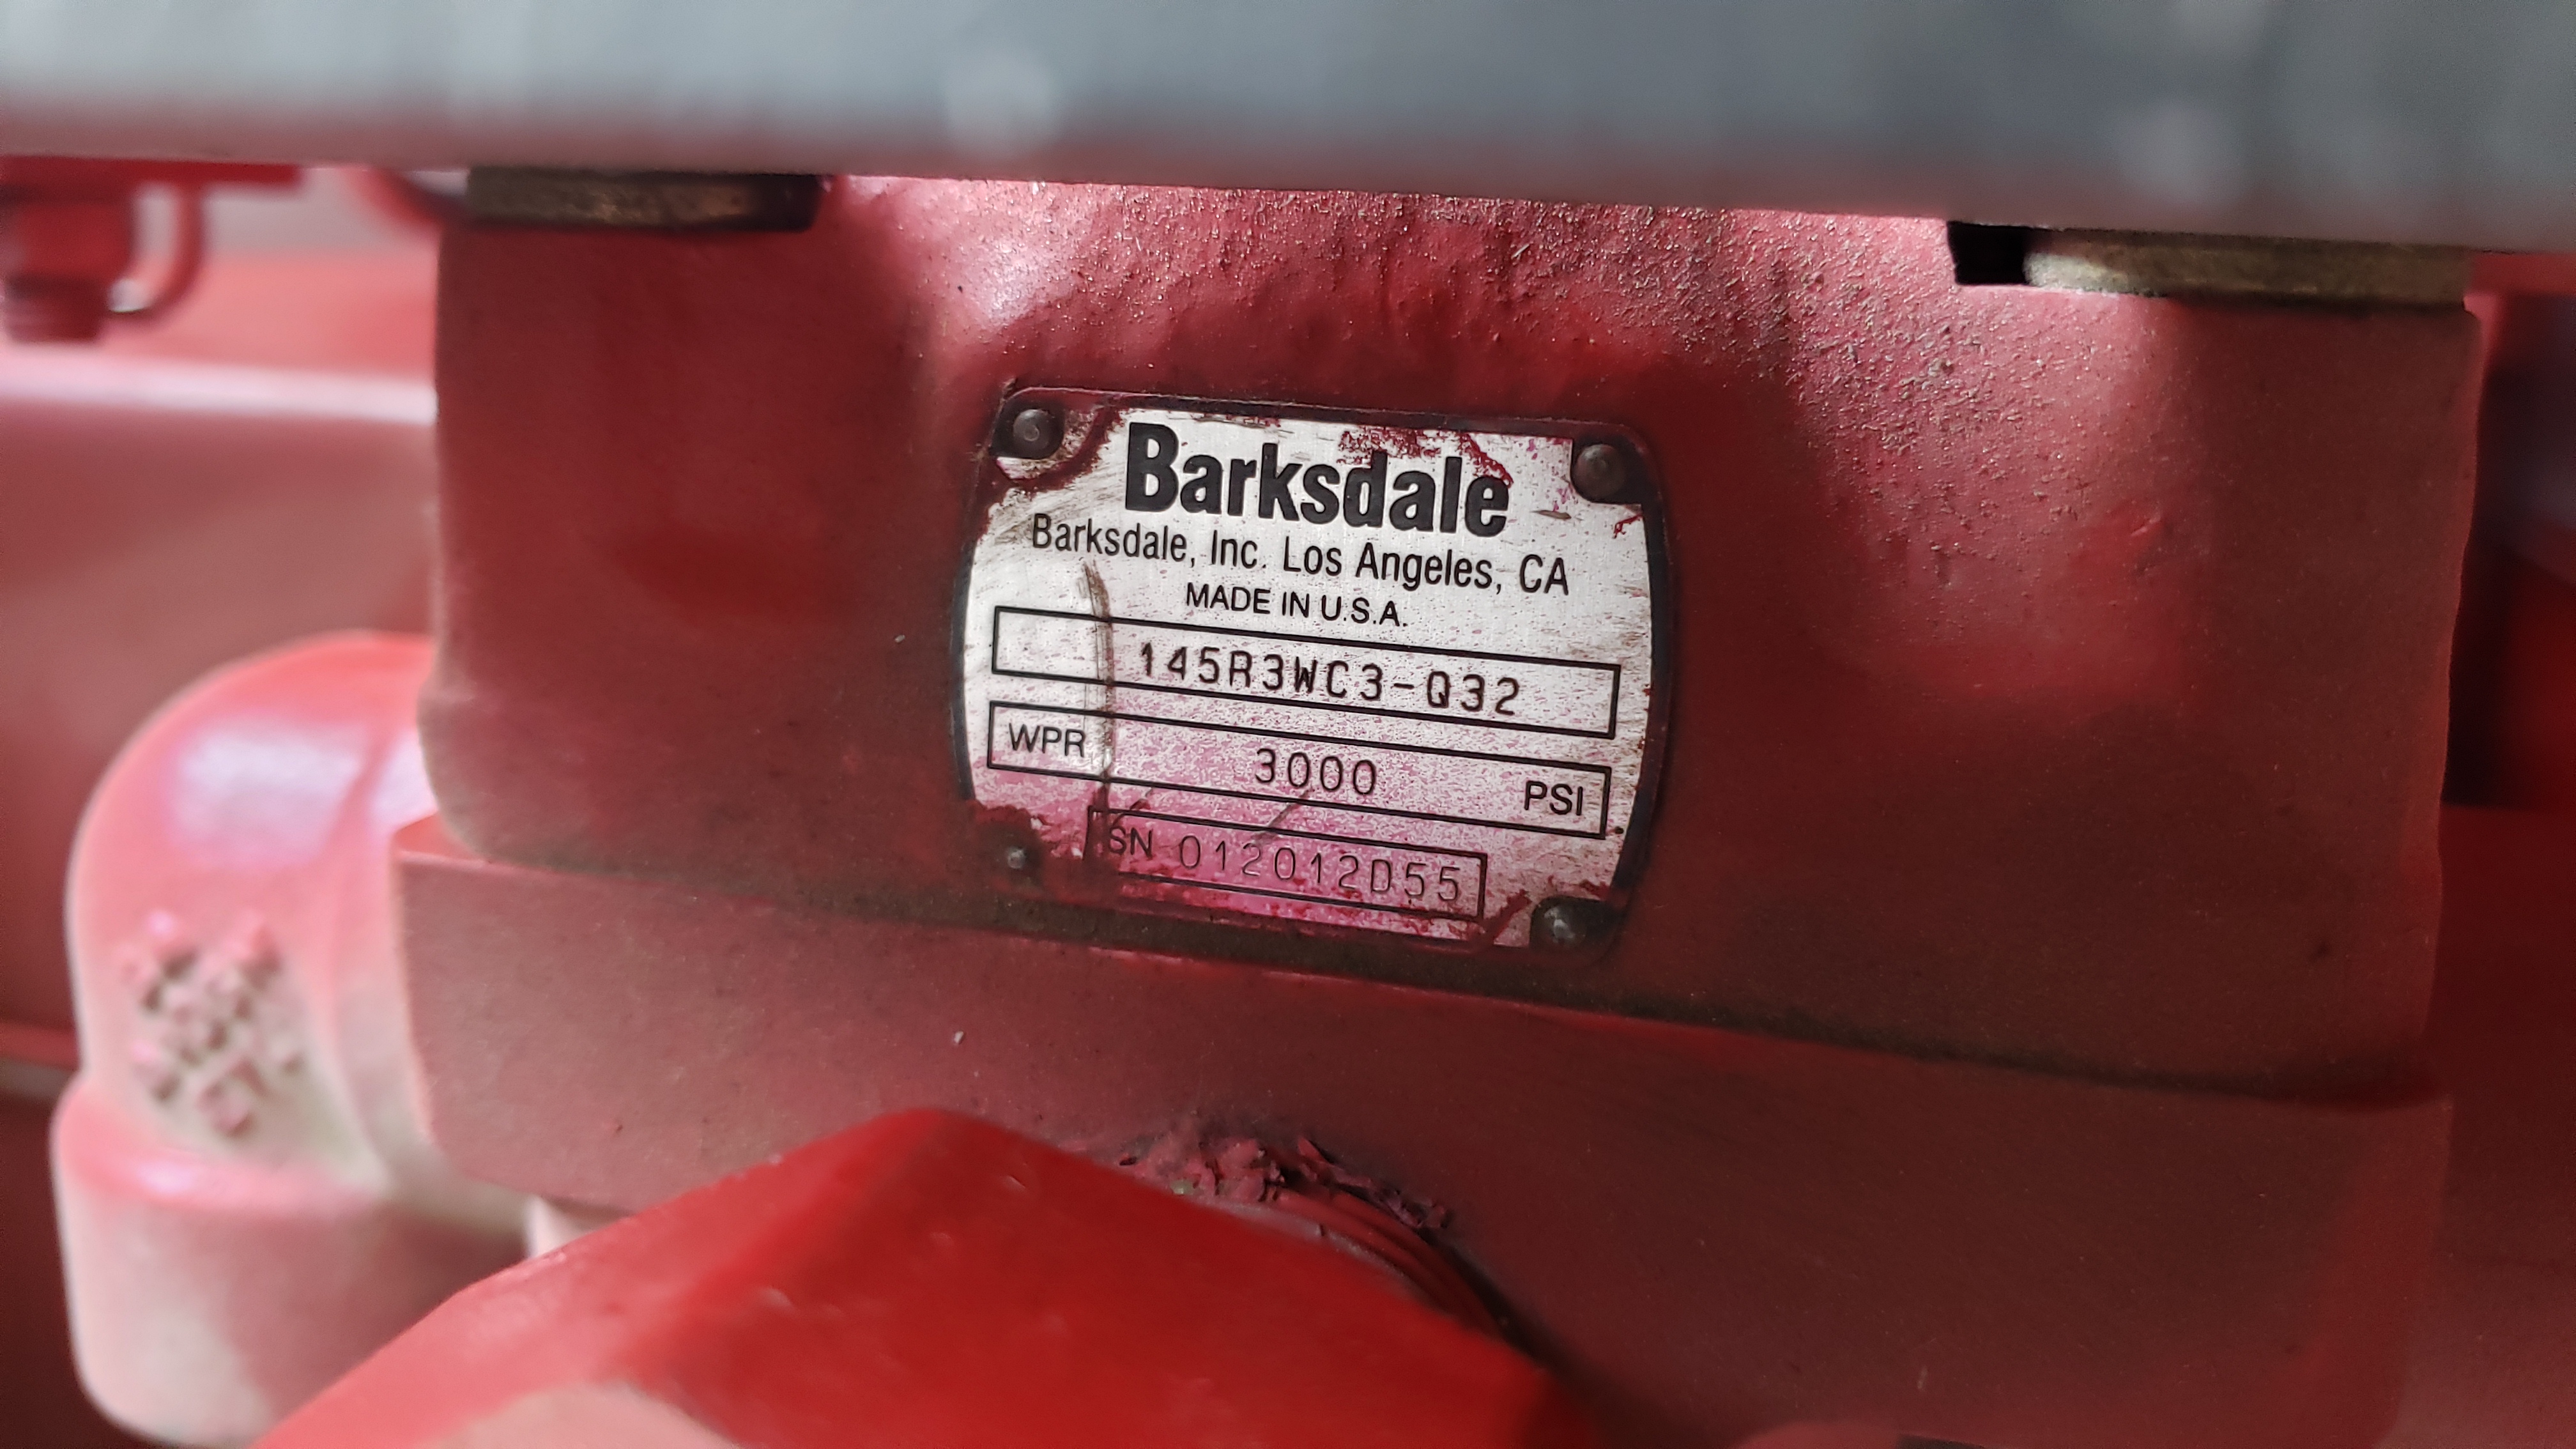 Barksdale
Barksdale, Inc. Los Angeles, CA
MADE IN U.S.A.
145R3WC3-Q32
WPR 3000 PSI
SN 012012D55